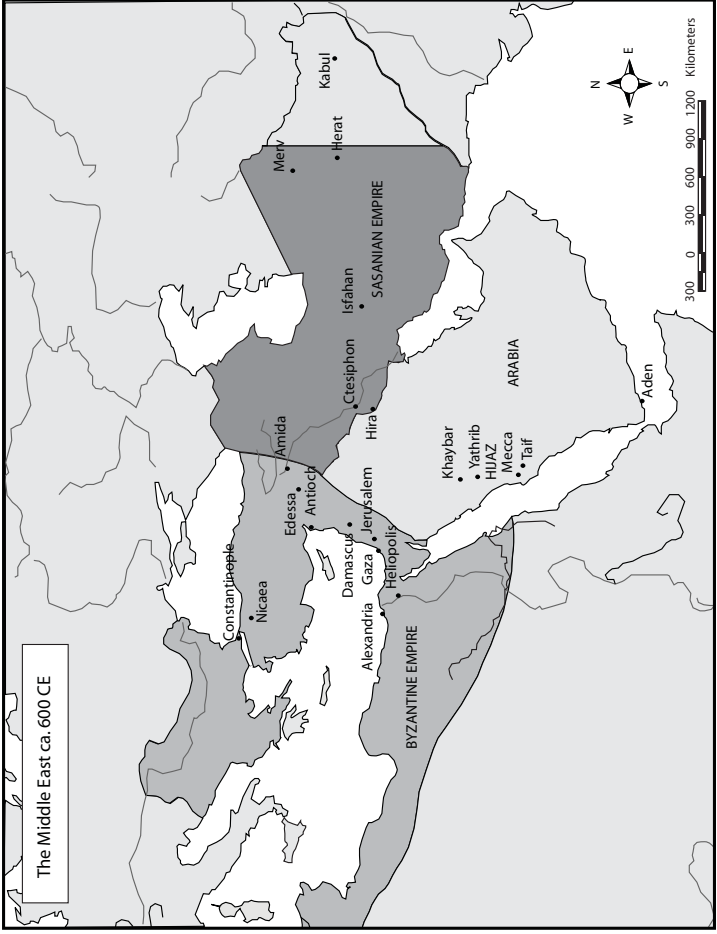 The Middle East ca. 600 CE
Constantinople
Nicaea
Amida
Edessa
Antioch
Damascus
Jerusalem
Gaza
Heliopolis
Alexandria
BYZANTINE EMPIRE
Merv
Herat
Kabul
SASANIAN EMPIRE
Isfahan
Ctesiphon
Hira
ARABIA
Khaybar
Yathrib
HIJAZ
Mecca
Taif
Aden
N
E
S
W
300 0 300 600 900 1200 Kilometers